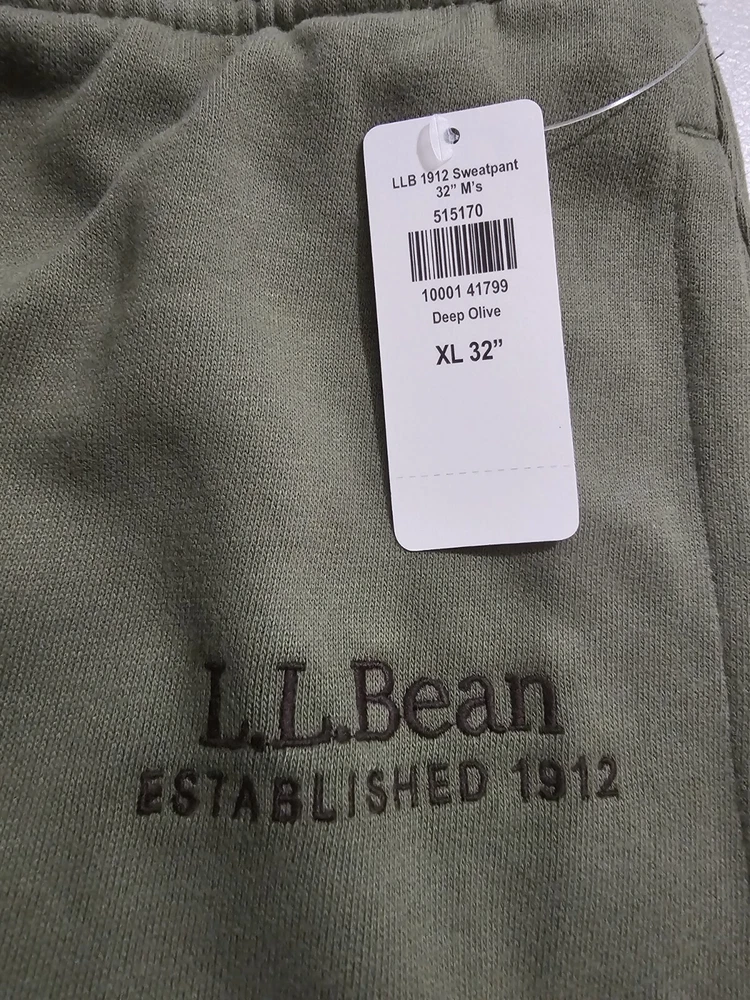 LLB 1912 Sweatpant
32" M's
515170
10001 41799
Deep Olive
XL 32"
L.L.Bean
ESTABLISHED 1912